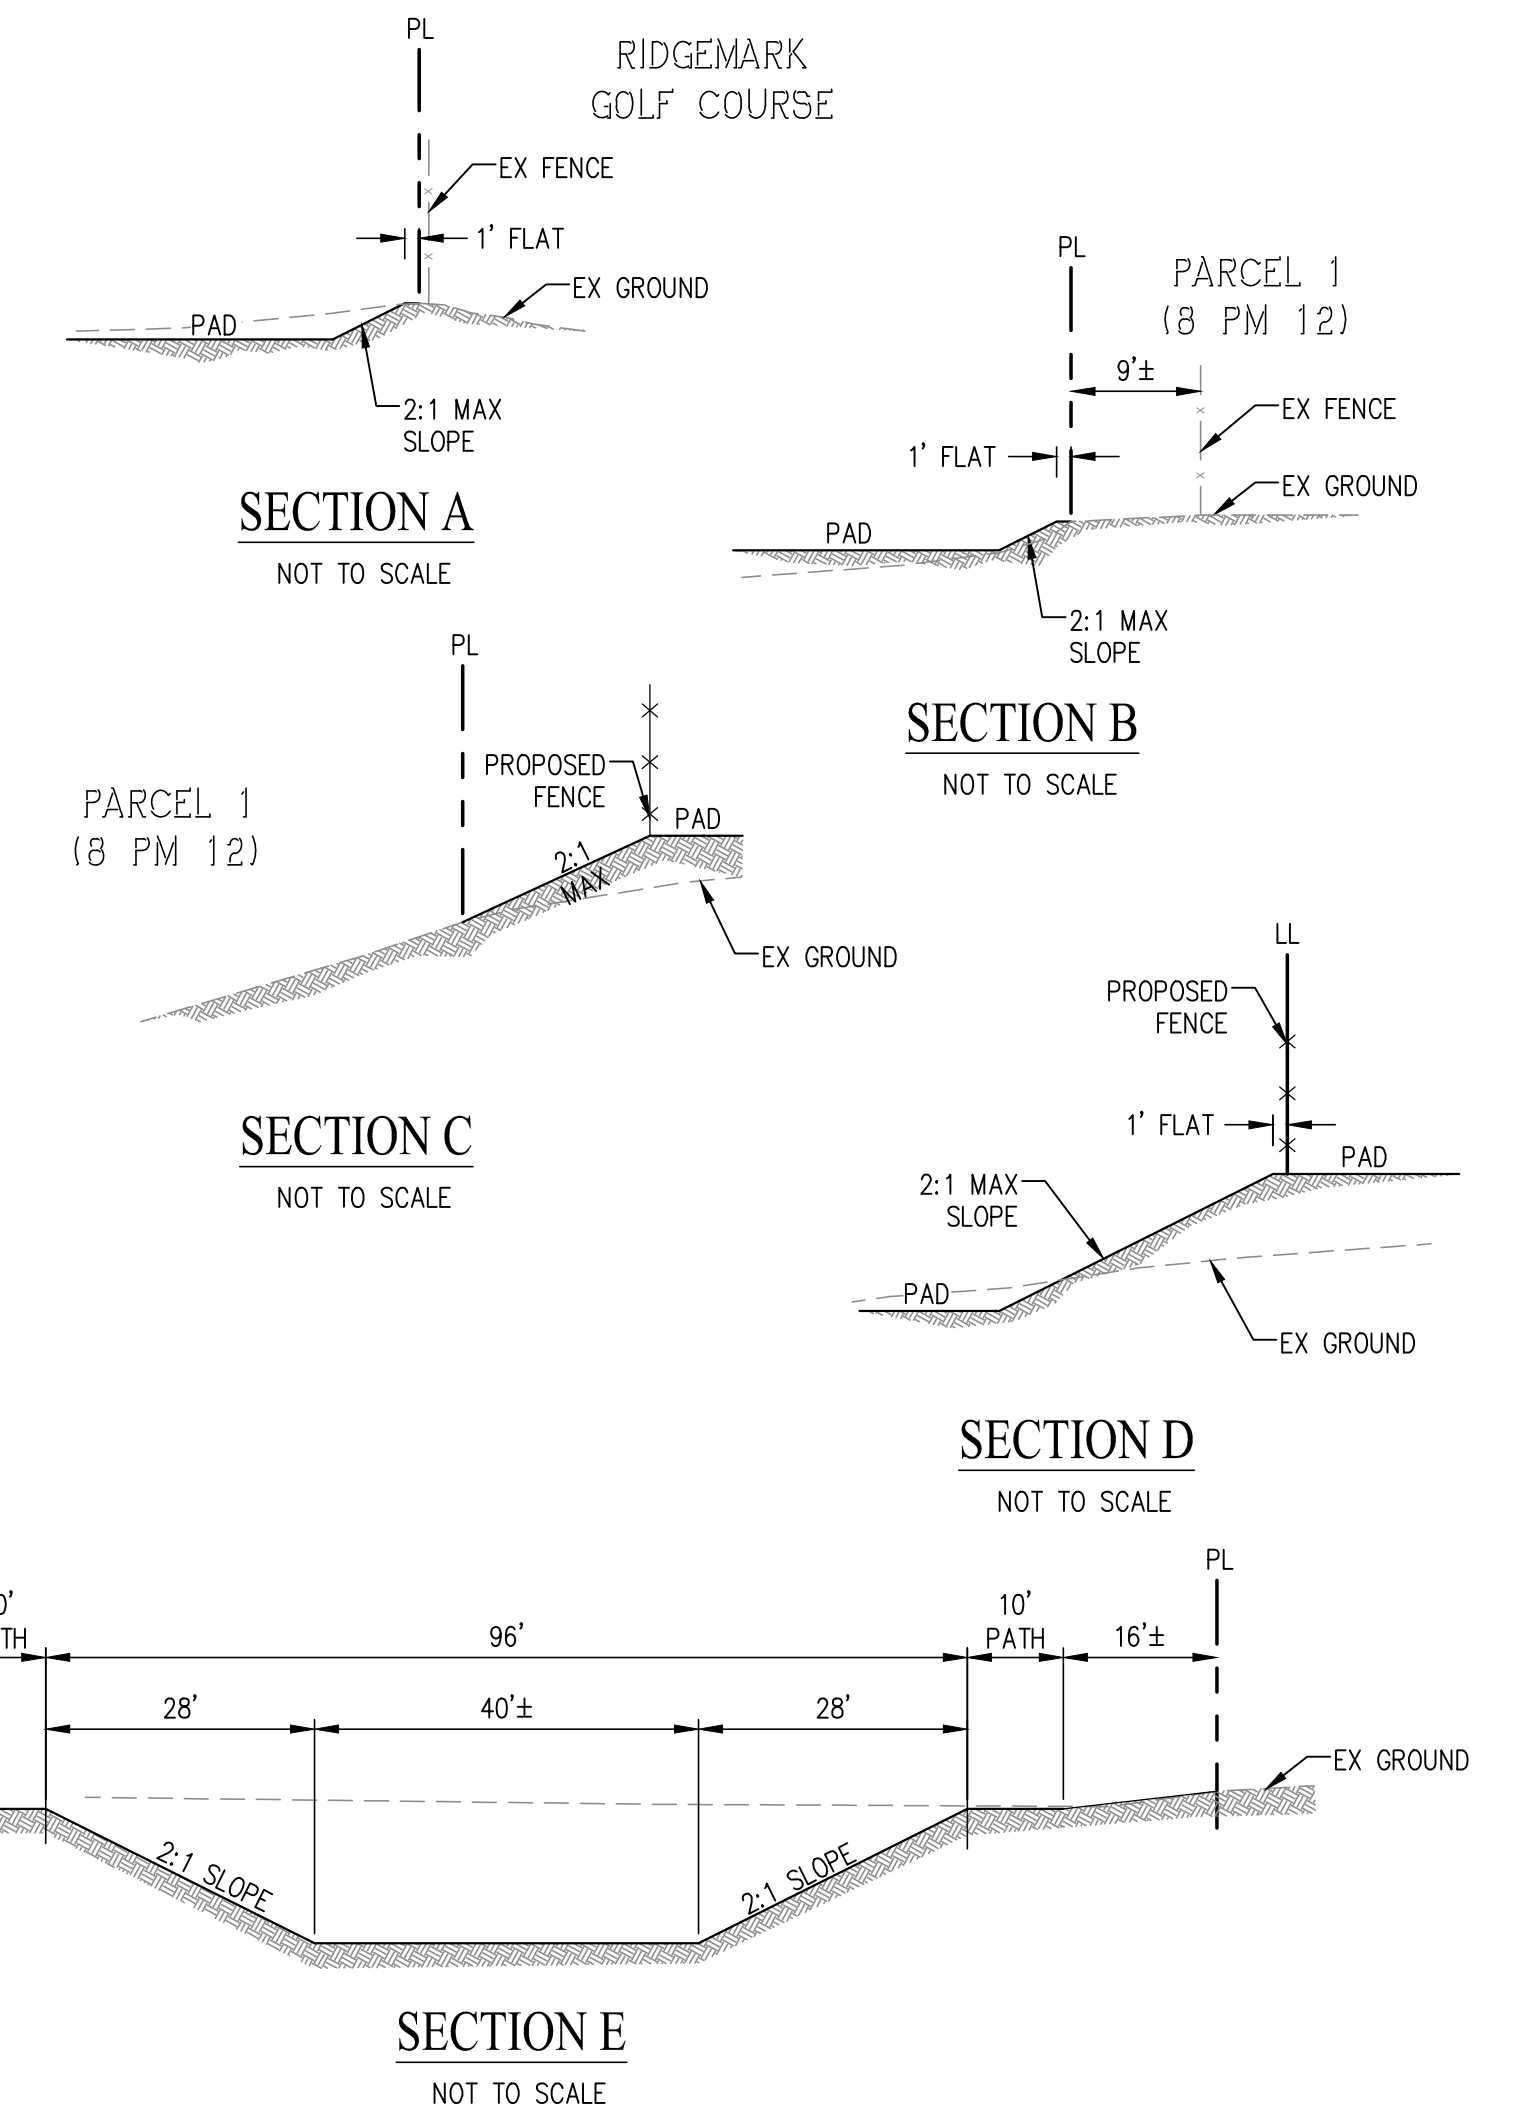 PL
RIDGEMARK
GOLF COURSE
EX FENCE
1' FLAT
EX GROUND
PAD
2:1 MAX
SLOPE
SECTION A
NOT TO SCALE
PL
PARCEL 1
(8 PM 12)
9'±
EX FENCE
1' FLAT
EX GROUND
PAD
2:1 MAX
SLOPE
SECTION B
NOT TO SCALE
PL
PROPOSED
FENCE
PAD
PARCEL 1
(8 PM 12)
2:1
MAX
EX GROUND
SECTION C
NOT TO SCALE
LL
PROPOSED
FENCE
1' FLAT
PAD
2:1 MAX
SLOPE
PAD
EX GROUND
SECTION D
NOT TO SCALE
PL
0'
TH
96'
10'
PATH
16'±
28'
40'±
28'
EX GROUND
2:1 SLOPE
2:1 SLOPE
SECTION E
NOT TO SCALE